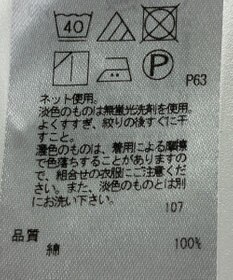 40
P
P63
ネット使用。
淡色のものは無蛍光洗剤を使用。
よくすすぎ、絞りの後すぐに干
すこと。
濃色のものは、着用による摩擦
で色落ちすることがありますの
で、組合せの衣服にご注意くだ
さい。また、淡色のものとは別
にお洗い下さい。
107
品質
綿 100%